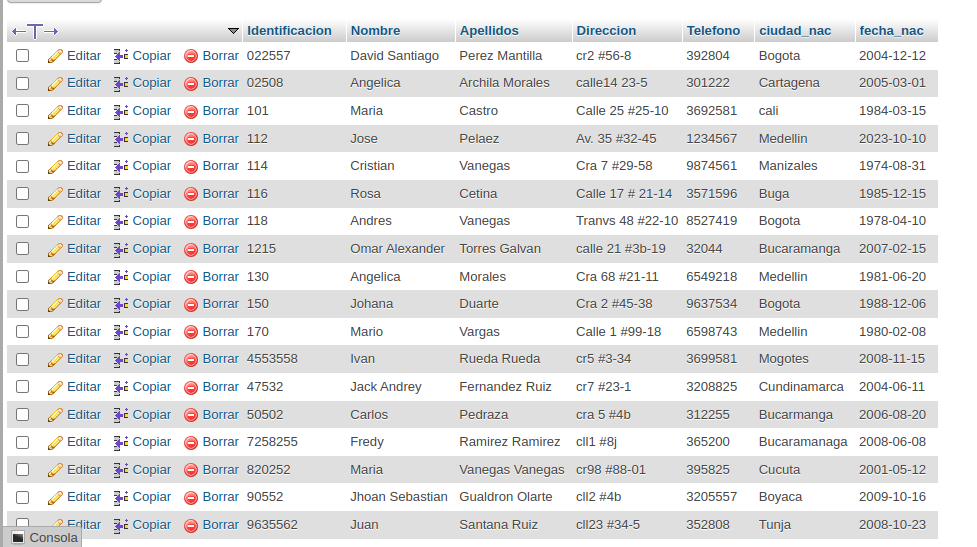 Identificacion Nombre Apellidos Direccion Telefono ciudad_nac fecha_nac
Editar Copiar Borrar 022557 David Santiago Perez Mantilla cr2 #56-8 392804 Bogota 2004-12-12
Editar Copiar Borrar 02508 Angelica Archila Morales calle14 23-5 301222 Cartagena 2005-03-01
Editar Copiar Borrar 101 Maria Castro Calle 25 #25-10 3692581 cali 1984-03-15
Editar Copiar Borrar 112 Jose Pelaez Av. 35 #32-45 1234567 Medellin 2023-10-10
Editar Copiar Borrar 114 Cristian Vanegas Cra 7 #29-58 9874561 Manizales 1974-08-31
Editar Copiar Borrar 116 Rosa Cetina Calle 17 # 21-14 3571596 Buga 1985-12-15
Editar Copiar Borrar 118 Andres Vanegas Tranvs 48 #22-10 8527419 Bogota 1978-04-10
Editar Copiar Borrar 1215 Omar Alexander Torres Galvan calle 21 #3b-19 32044 Bucaramanga 2007-02-15
Editar Copiar Borrar 130 Angelica Morales Cra 68 #21-11 6549218 Medellin 1981-06-20
Editar Copiar Borrar 150 Johana Duarte Cra 2 #45-38 9637534 Bogota 1988-12-06
Editar Copiar Borrar 170 Mario Vargas Calle 1 #99-18 6598743 Medellin 1980-02-08
Editar Copiar Borrar 4553558 Ivan Rueda Rueda cr5 #3-34 3699581 Mogotes 2008-11-15
Editar Copiar Borrar 47532 Jack Andrey Fernandez Ruiz cr7 #23-1 3208825 Cundinamarca 2004-06-11
Editar Copiar Borrar 50502 Carlos Pedraza cra 5 #4b 312255 Bucarmanga 2006-08-20
Editar Copiar Borrar 7258255 Fredy Ramirez Ramirez cll1 #8j 365200 Bucaramanaga 2008-06-08
Editar Copiar Borrar 820252 Maria Vanegas Vanegas cr98 #88-01 395825 Cucuta 2001-05-12
Editar Copiar Borrar 90552 Jhoan Sebastian Gualdron Olarte cll2 #4b 3205557 Boyaca 2009-10-16
Editar Copiar Borrar 9635562 Juan Santana Ruiz cll23 #34-5 352808 Tunja 2008-10-23
Consola